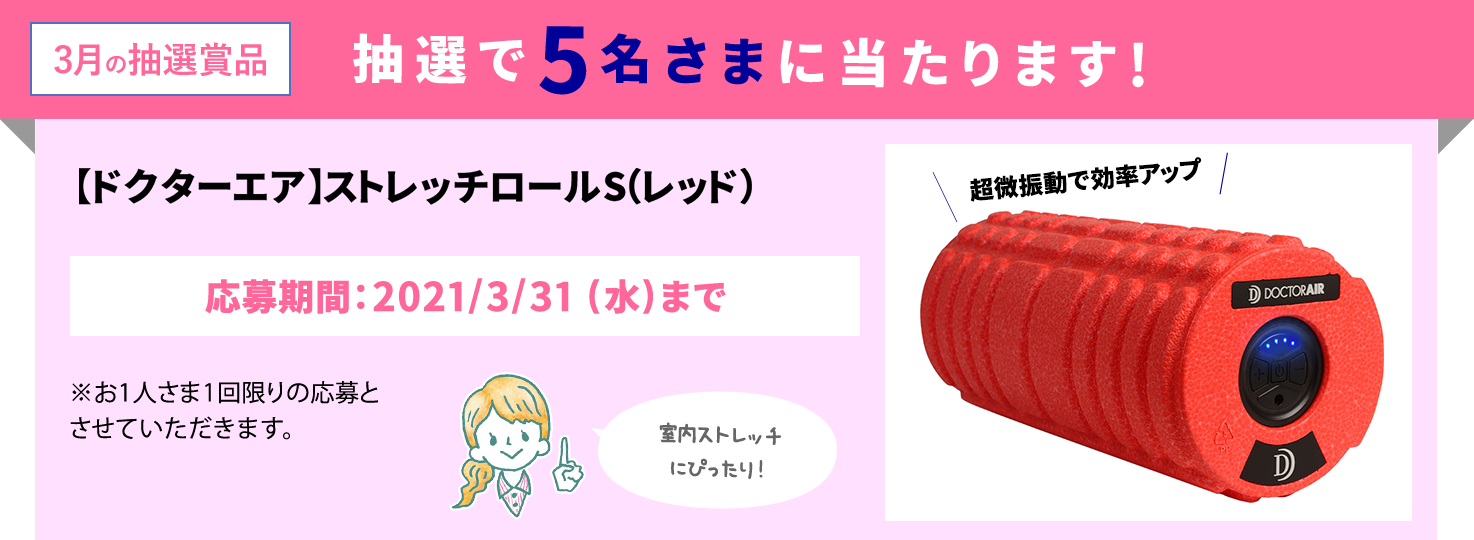 3月の抽選賞品
抽選で5名さまに当たります!
【ドクターエア】ストレッチロールS(レッド)
応募期間:2021/3/31 (水)まで
※お1人さま1回限りの応募と
させていただきます。
室内ストレッチ
にぴったり!
超微振動で効率アップ
DOCTORAIR